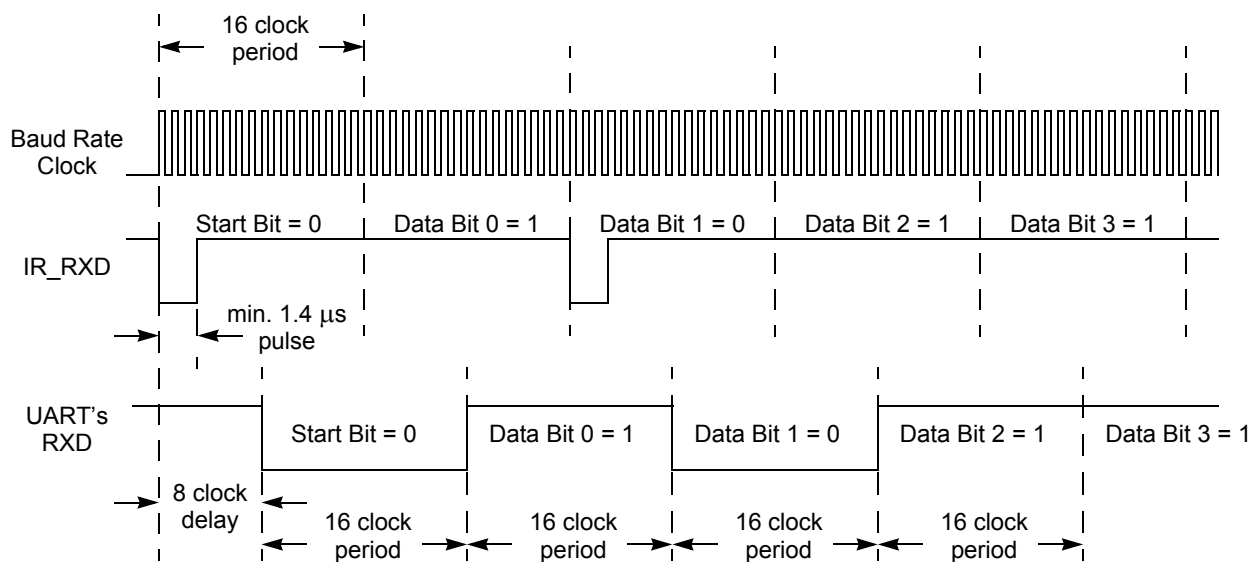 16 clock
period
Baud Rate
Clock
Start Bit = 0
Data Bit 0 = 1
Data Bit 1 = 0
Data Bit 2 = 1
Data Bit 3 = 1
IR_RXD
min. 1.4 μs
pulse
UART's
RXD
Start Bit = 0
Data Bit 0 = 1
Data Bit 1 = 0
Data Bit 2 = 1
Data Bit 3 = 1
8 clock
delay
16 clock
period
16 clock
period
16 clock
period
16 clock
period